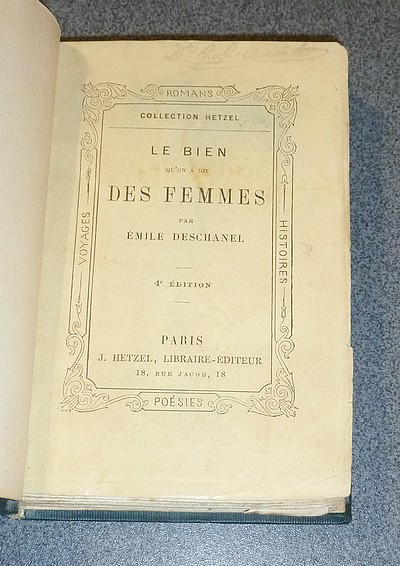 ROMANS
COLLECTION HETZEL
LE BIEN
QU'ON A DIT
DES FEMMES
PAR
ÉMILE DESCHANEL
4e ÉDITION
PARIS
J. HETZEL, LIBRAIRE-ÉDITEUR
18, RUE JACOB, 18
VOYAGES
HISTOIRES
POÉSIES